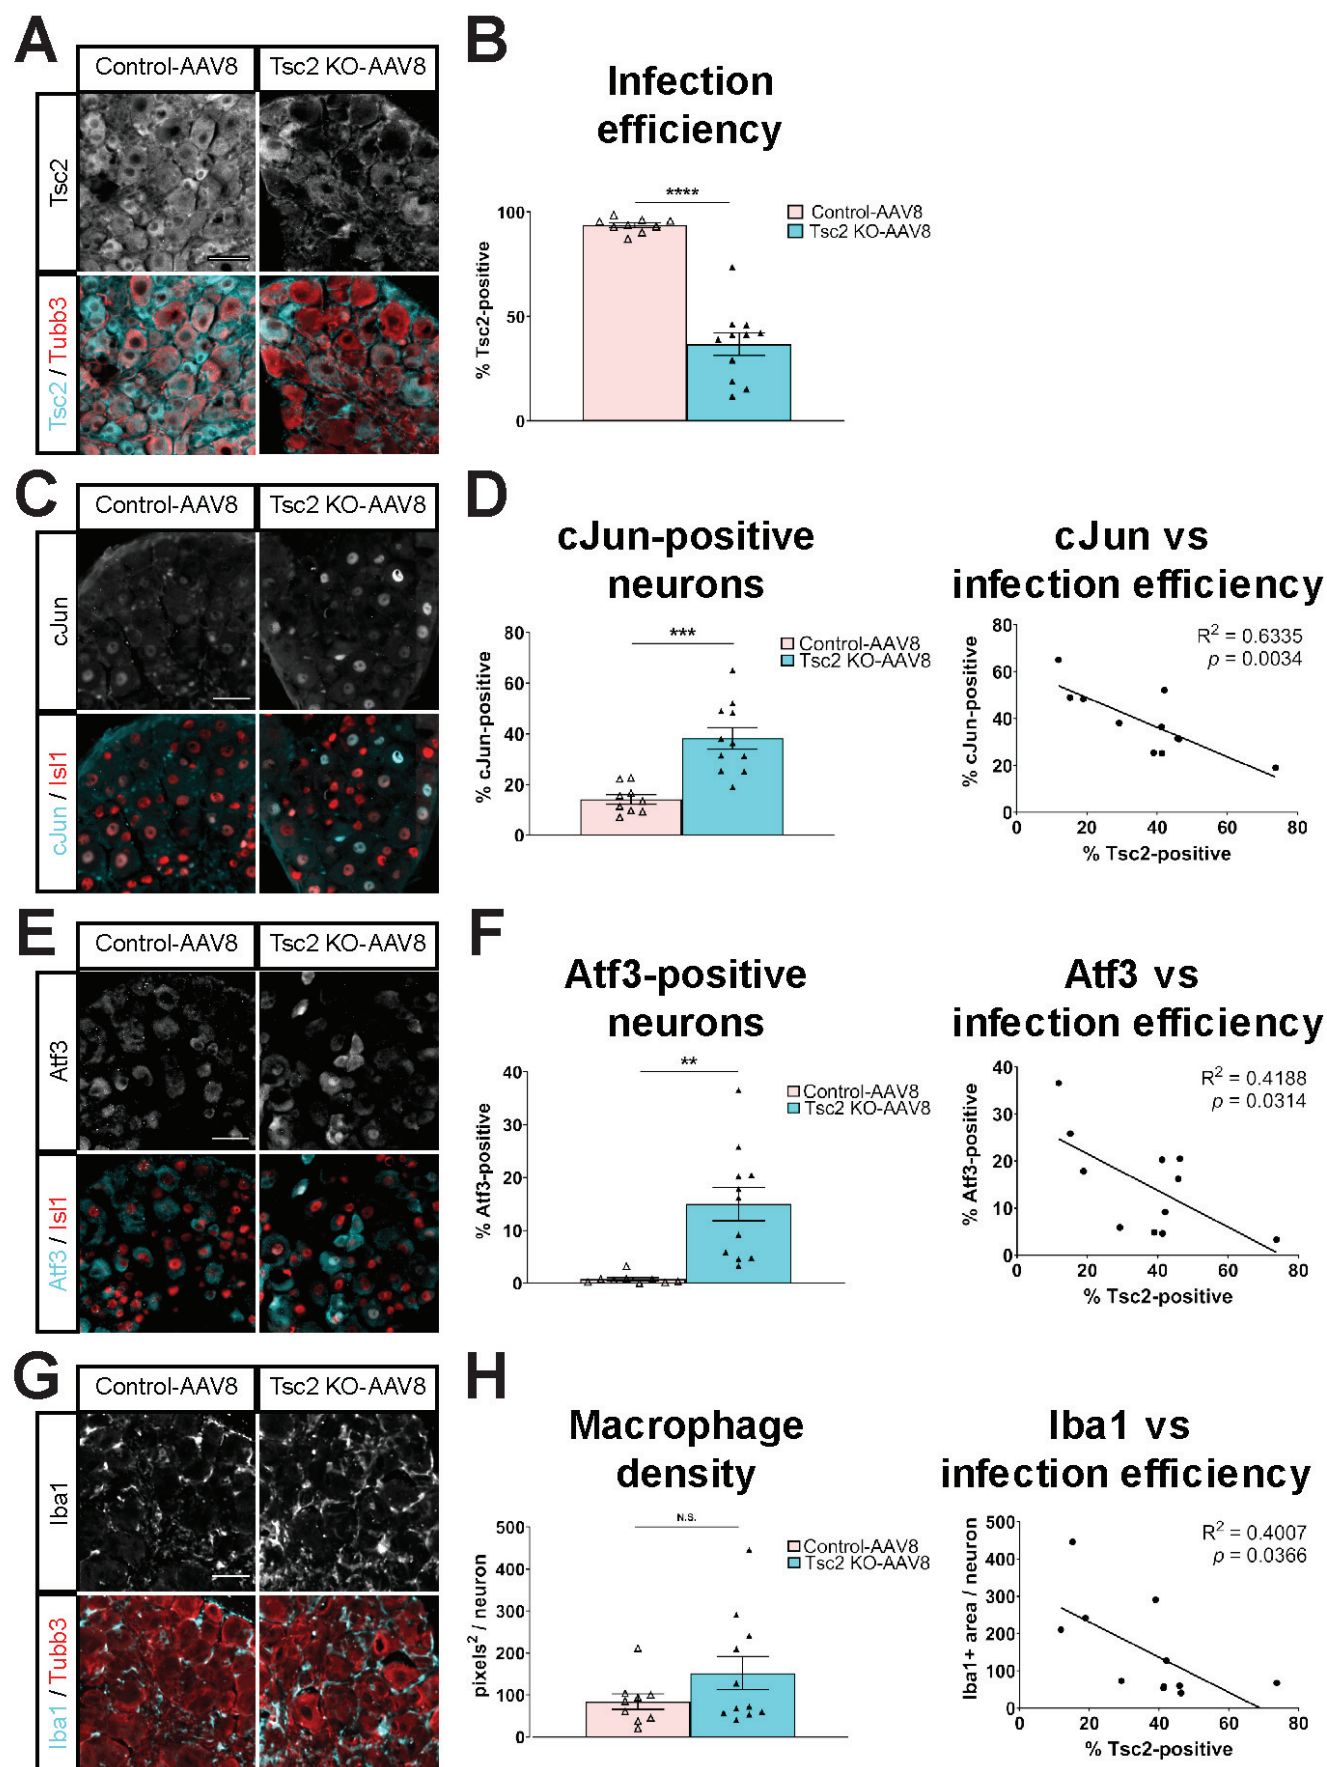 A
Control-AAV8
Tsc2 KO-AAV8
Tsc2
Tsc2 / Tubb3
B
Infection
efficiency
****
Control-AAV8
Tsc2 KO-AAV8
% Tsc2-positive
100
50
0
C
Control-AAV8
Tsc2 KO-AAV8
cJun
cJun / Isl1
D
cJun-positive
neurons
***
Control-AAV8
Tsc2 KO-AAV8
% cJun-positive
80
60
40
20
0
cJun vs
infection efficiency
R² = 0.6335
p = 0.0034
% cJun-positive
80
60
40
20
0
0 20 40 60 80
% Tsc2-positive
E
Control-AAV8
Tsc2 KO-AAV8
Atf3
Atf3 / Isl1
F
Atf3-positive
neurons
**
Control-AAV8
Tsc2 KO-AAV8
% Atf3-positive
40
30
20
10
0
Atf3 vs
infection efficiency
R² = 0.4188
p = 0.0314
% Atf3-positive
40
30
20
10
0
0 20 40 60 80
% Tsc2-positive
G
Control-AAV8
Tsc2 KO-AAV8
Iba1
Iba1 / Tubb3
H
Macrophage
density
N.S.
Control-AAV8
Tsc2 KO-AAV8
pixels² / neuron
500
400
300
200
100
0
Iba1 vs
infection efficiency
R² = 0.4007
p = 0.0366
Iba1+ area / neuron
500
400
300
200
100
0
0 20 40 60 80
% Tsc2-positive